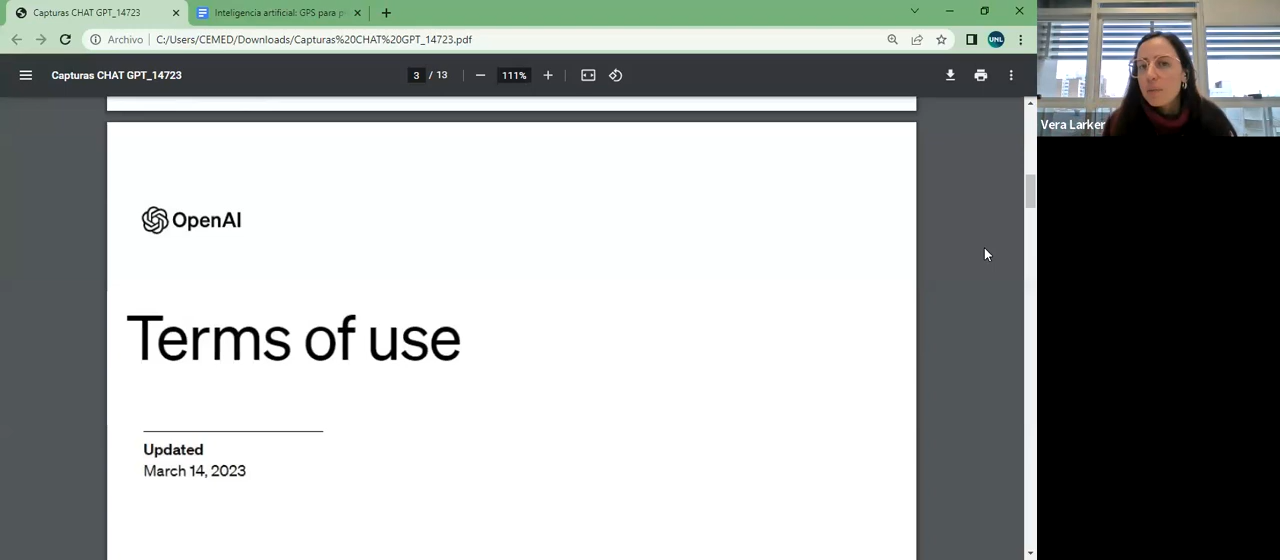 Capturas CHAT GPT_14723
Inteligencia artificial: GPS para p
Archivo C:/Users/CEMED/Downloads/Capturas%20CHAT%20GPT_14723.pdf
UNL
Capturas CHAT GPT_14723
3 / 13
111%
Vera Larker
OpenAI
Terms of use
Updated
March 14, 2023